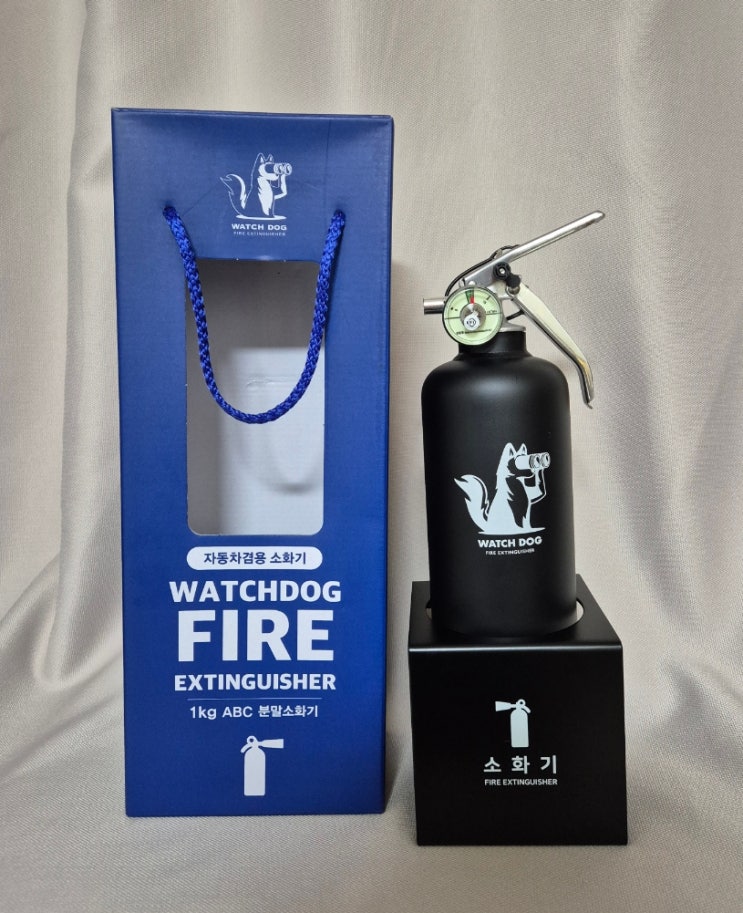 WATCH DOG
FIRE EXTINGUISHER
자동차겸용 소화기
WATCHDOG
FIRE
EXTINGUISHER
1kg ABC 분말소화기
WATCH DOG
FIRE EXTINGUISHER
소화기
FIRE EXTINGUISHER